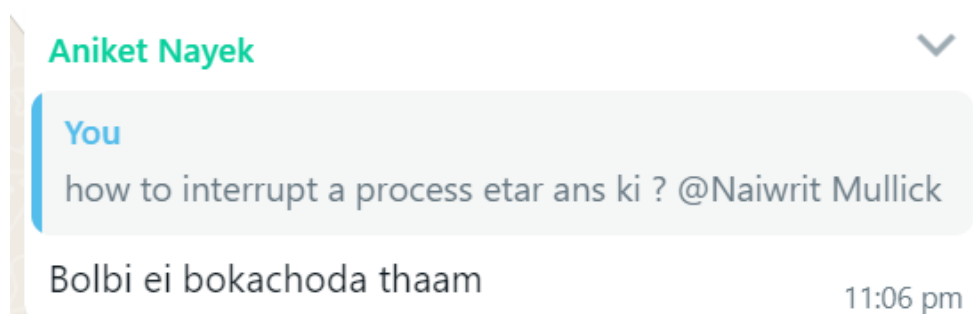 Aniket Nayek
You
how to interrupt a process etar ans ki ? @Naiwrit Mullick
Bolbi ei bokachoda thaam
11:06 pm